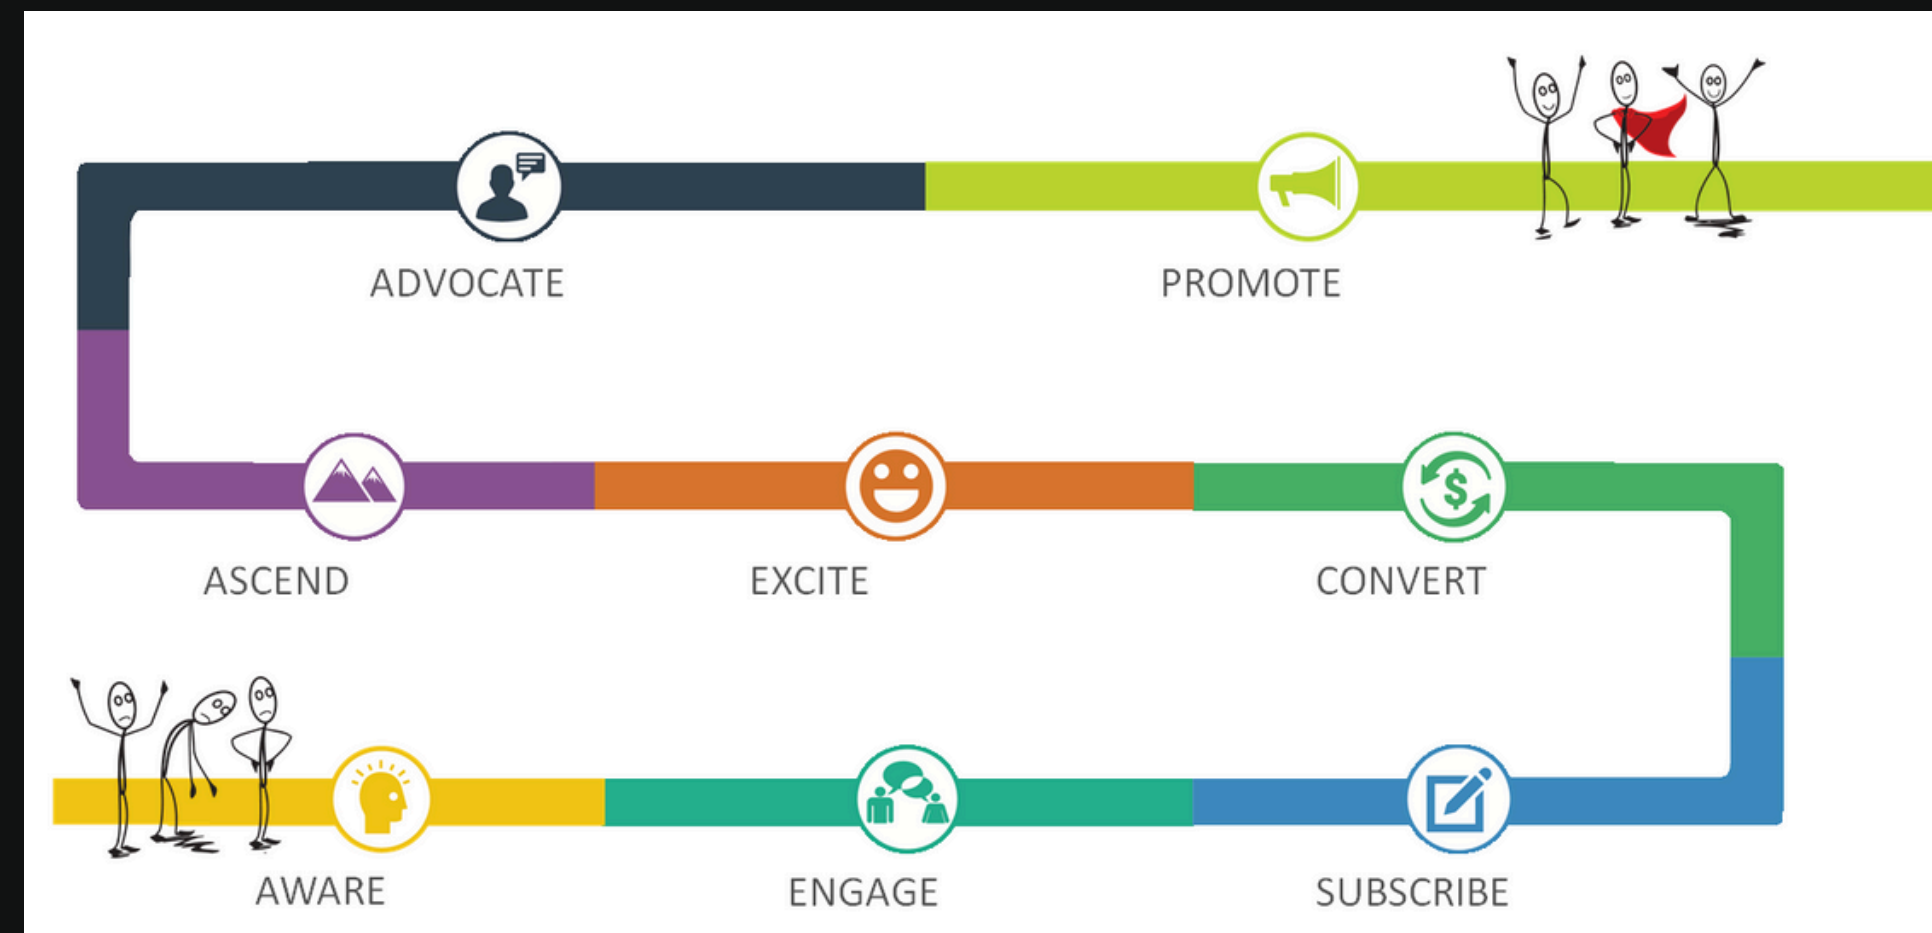 ADVOCATE
PROMOTE
ASCEND
EXCITE
$
CONVERT
AWARE
ENGAGE
SUBSCRIBE